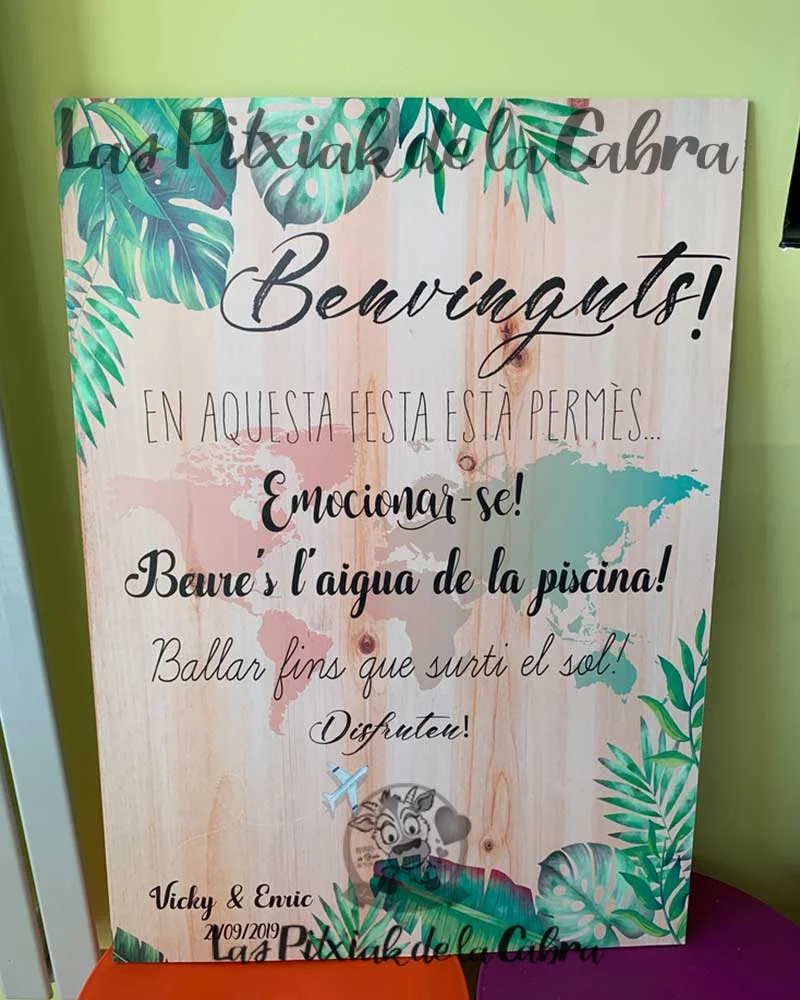 Las Pitxiak de la Cabra
Benvinguts!
EN AQUESTA FESTA ESTÀ PERMÈS...
Emocionar-se!
Beure's l'aigua de la piscina!
Ballar fins que surti el sol!
Disfruteu!
Vicky & Enric
21/09/2019
Las Pitxiak de la Cabra